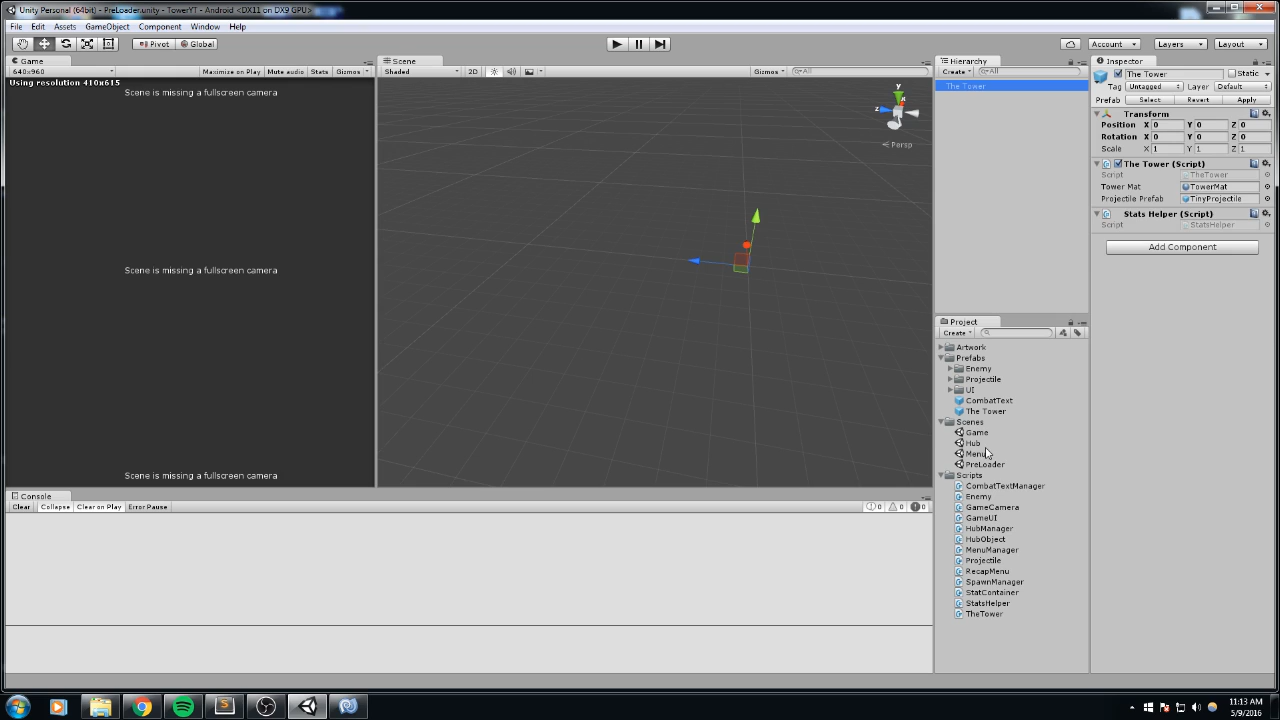 Unity Personal (64bit) - PreLoader.unity - TowerYT - Android <DX11 on DX9 GPU>
File Edit Assets GameObject Component Window Help
Pivot Global Account Layers Layout
Game
640x960 Maximize on Play Mute audio Stats Gizmos
Using resolution 410x615
Scene is missing a fullscreen camera
Scene is missing a fullscreen camera
Scene is missing a fullscreen camera
Scene
Shaded 2D Gizmos All
y
x
z
Persp
Hierarchy
Create All
The Tower
Project
Create
Artwork
Prefabs
Enemy
Projectile
UI
CombatText
The Tower
Scenes
Game
Hub
Menu
PreLoader
Scripts
CombatTextManager
Enemy
GameCamera
GameUI
HubManager
HubObject
MenuManager
Projectile
RecapMenu
SpawnManager
StatContainer
StatsHelper
TheTower
Inspector
The Tower Static
Tag Untagged Layer Default
Prefab Select Revert Apply
Transform
Position X 0 Y 0 Z 0
Rotation X 0 Y 0 Z 0
Scale X 1 Y 1 Z 1
The Tower (Script)
Script TheTower
Tower Mat TowerMat
Projectile Prefab TinyProjectile
Stats Helper (Script)
Script StatsHelper
Add Component
Console
Clear Collapse Clear on Play Error Pause 0 0 0
11:13 AM
5/9/2016